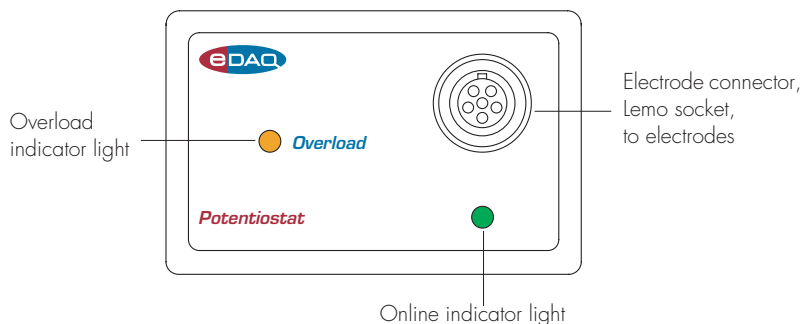 eDAQ
Electrode connector,
Lemo socket,
to electrodes
Overload
indicator light
Overload
Potentiostat
Online indicator light